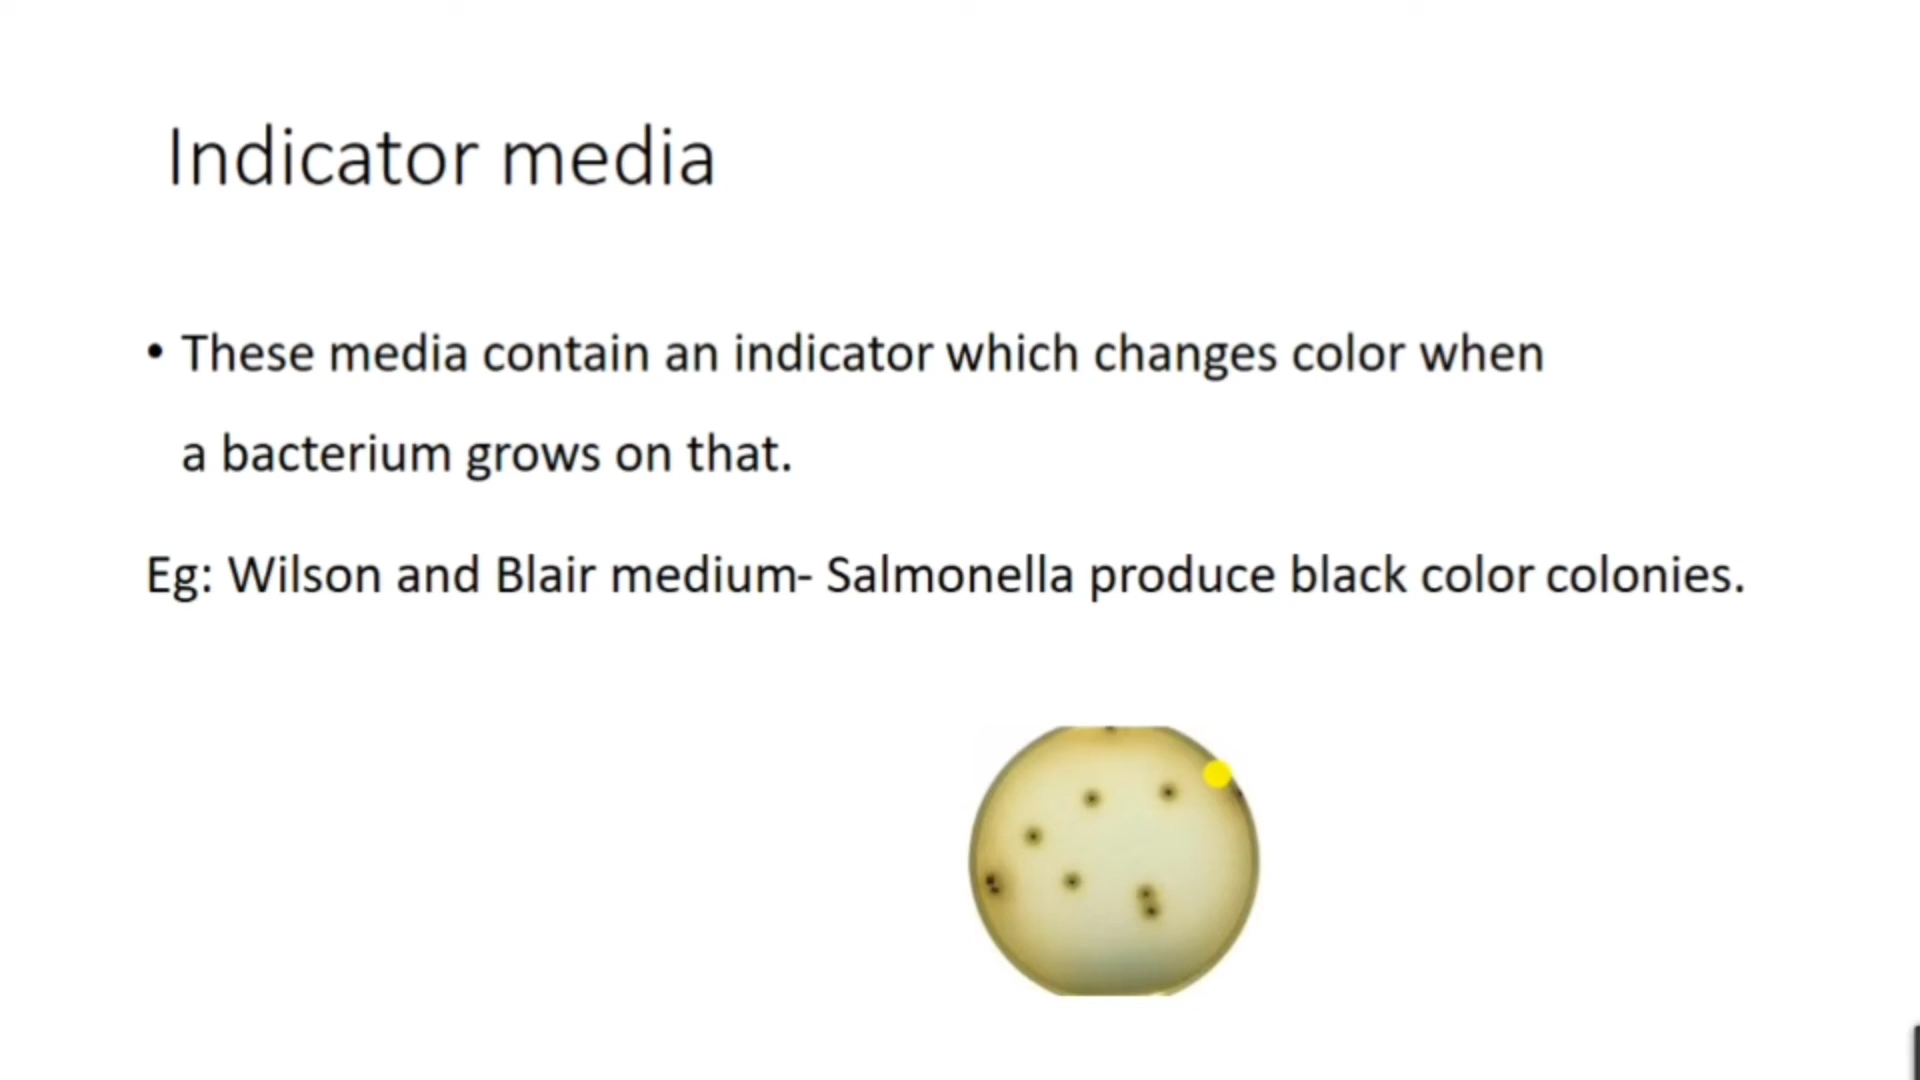 Indicator media
• These media contain an indicator which changes color when
a bacterium grows on that.
Eg: Wilson and Blair medium- Salmonella produce black color colonies.